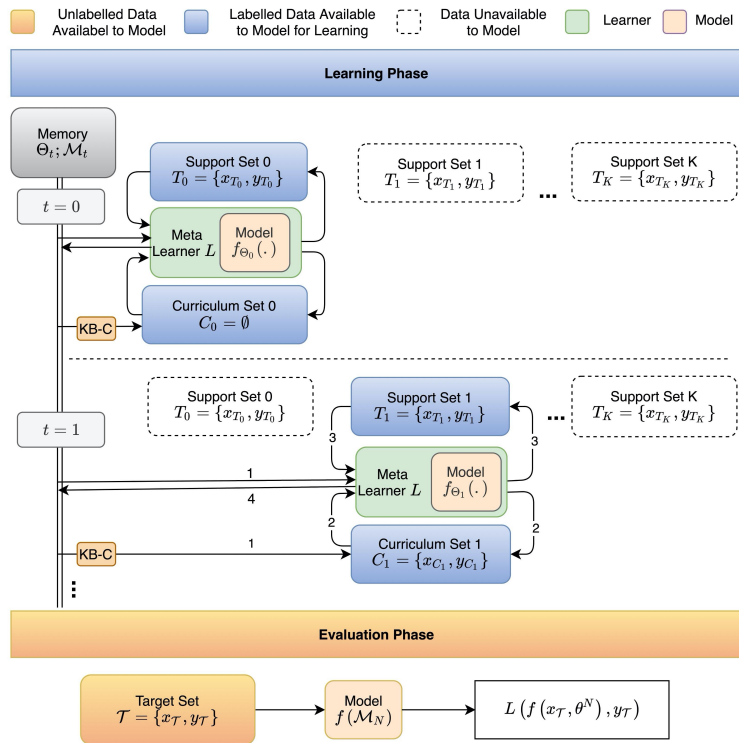 Unlabelled Data
Availabel to Model
Labelled Data Available
to Model for Learning
Data Unavailable
to Model
Learner
Model
Learning Phase
Memory
Θ_t; ℳ_t
t = 0
Support Set 0
T_0 = {x_{T_0}, y_{T_0}}
Support Set 1
T_1 = {x_{T_1}, y_{T_1}}
...
Support Set K
T_K = {x_{T_K}, y_{T_K}}
Meta
Learner L
Model
f_{Θ_0}(.)
KB-C
Curriculum Set 0
C_0 = ∅
t = 1
Support Set 0
T_0 = {x_{T_0}, y_{T_0}}
Support Set 1
T_1 = {x_{T_1}, y_{T_1}}
...
Support Set K
T_K = {x_{T_K}, y_{T_K}}
3
3
1
4
Meta
Learner L
Model
f_{Θ_1}(.)
2
2
KB-C
1
Curriculum Set 1
C_1 = {x_{C_1}, y_{C_1}}
⋮
Evaluation Phase
Target Set
𝒯 = {x_𝒯, y_𝒯}
Model
f(ℳ_N)
L(f(x_𝒯, θ^N), y_𝒯)